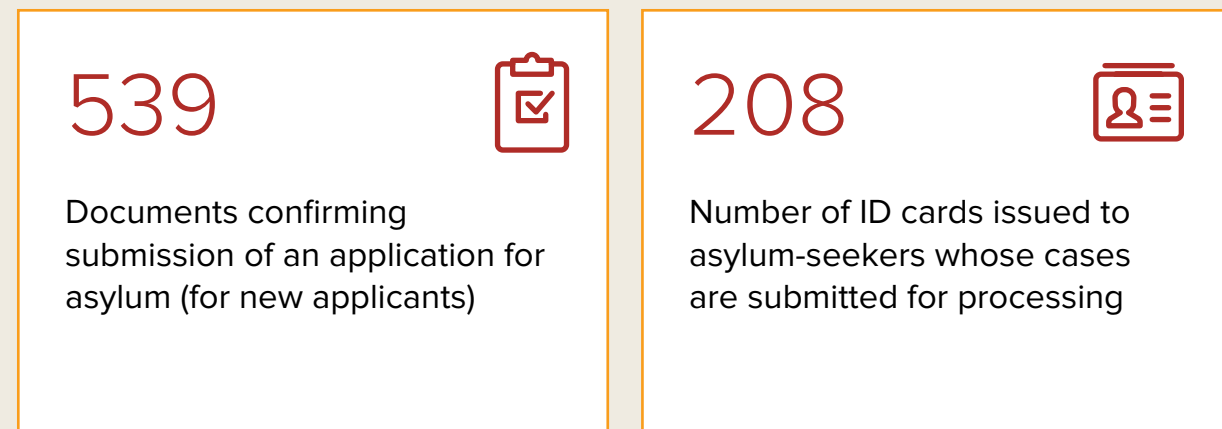 539
Documents confirming
submission of an application for
asylum (for new applicants)
208
Number of ID cards issued to
asylum-seekers whose cases
are submitted for processing